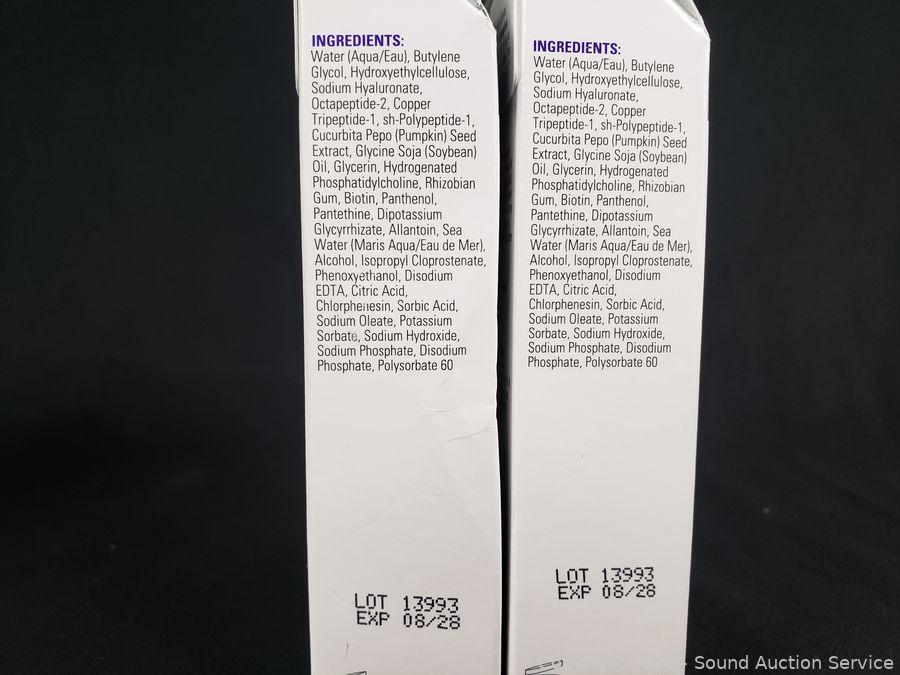 INGREDIENTS:
Water (Aqua/Eau), Butylene
Glycol, Hydroxyethylcellulose,
Sodium Hyaluronate,
Octapeptide-2, Copper
Tripeptide-1, sh-Polypeptide-1,
Cucurbita Pepo (Pumpkin) Seed
Extract, Glycine Soja (Soybean)
Oil, Glycerin, Hydrogenated
Phosphatidylcholine, Rhizobian
Gum, Biotin, Panthenol,
Pantethine, Dipotassium
Glycyrrhizate, Allantoin, Sea
Water (Maris Aqua/Eau de Mer),
Alcohol, Isopropyl Cloprostenate,
Phenoxyethanol, Disodium
EDTA, Citric Acid,
Chlorphenesin, Sorbic Acid,
Sodium Oleate, Potassium
Sorbate, Sodium Hydroxide,
Sodium Phosphate, Disodium
Phosphate, Polysorbate 60
LOT 13993
EXP 08/28
INGREDIENTS:
Water (Aqua/Eau), Butylene
Glycol, Hydroxyethylcellulose,
Sodium Hyaluronate,
Octapeptide-2, Copper
Tripeptide-1, sh-Polypeptide-1,
Cucurbita Pepo (Pumpkin) Seed
Extract, Glycine Soja (Soybean)
Oil, Glycerin, Hydrogenated
Phosphatidylcholine, Rhizobian
Gum, Biotin, Panthenol,
Pantethine, Dipotassium
Glycyrrhizate, Allantoin, Sea
Water (Maris Aqua/Eau de Mer),
Alcohol, Isopropyl Cloprostenate,
Phenoxyethanol, Disodium
EDTA, Citric Acid,
Chlorphenesin, Sorbic Acid,
Sodium Oleate, Potassium
Sorbate, Sodium Hydroxide,
Sodium Phosphate, Disodium
Phosphate, Polysorbate 60
LOT 13993
EXP 08/28
- Sound Auction Service